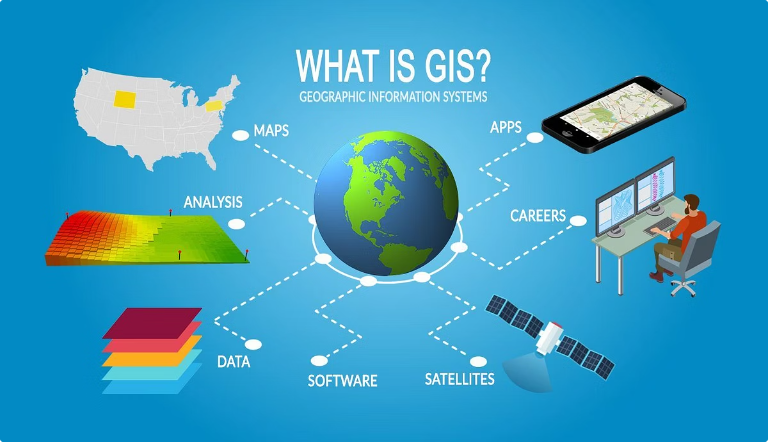 WHAT IS GIS?
GEOGRAPHIC INFORMATION SYSTEMS
MAPS
APPS
ANALYSIS
CAREERS
DATA
SOFTWARE
SATELLITES